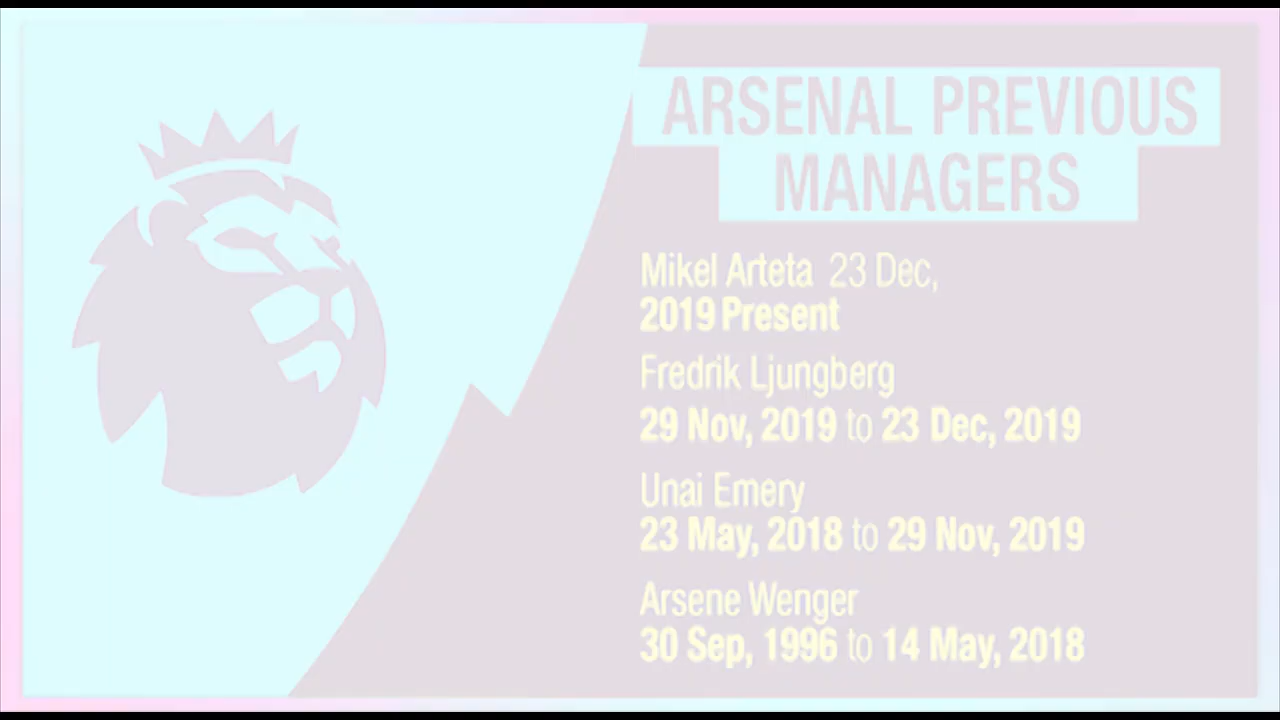 ARSENAL PREVIOUS
MANAGERS
Mikel Arteta 23 Dec,
2019 Present
Fredrik Ljungberg
29 Nov, 2019 to 23 Dec, 2019
Unai Emery
23 May, 2018 to 29 Nov, 2019
Arsene Wenger
30 Sep, 1996 to 14 May, 2018